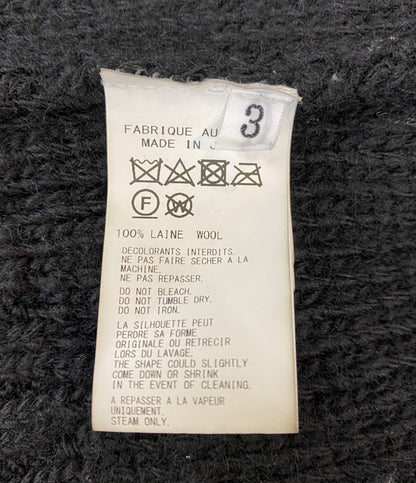 3
FABRIQUE AU
MADE IN
F W
100% LAINE WOOL
DECOLORANTS INTERDITS.
NE PAS FAIRE SECHER A LA
MACHINE.
NE PAS REPASSER.
DO NOT BLEACH.
DO NOT TUMBLE DRY.
DO NOT IRON.
LA SILHOUETTE PEUT
PERDRE SA FORME
ORIGINALE OU RETRECIR
LORS DU LAVAGE.
THE SHAPE COULD SLIGHTLY
COME DOWN OR SHRINK
IN THE EVENT OF CLEANING.
A REPASSER A LA VAPEUR
UNIQUEMENT.
STEAM ONLY.